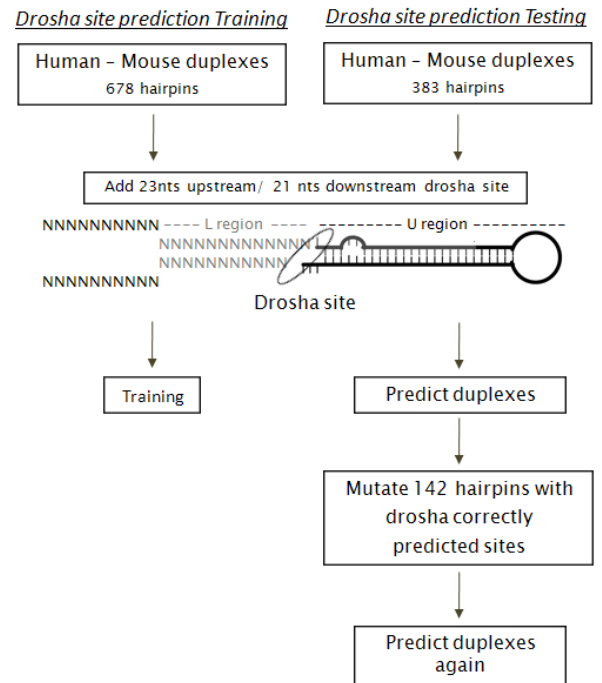 Drosha site prediction Training
Drosha site prediction Testing
Human – Mouse duplexes
678 hairpins
Human – Mouse duplexes
383 hairpins
Add 23nts upstream/ 21 nts downstream drosha site
NNNNNNNNNN ---- L region ---- U region
NNNNNNNNNNNNN
NNNNNNNNNNN
NNNNNNNNNN
Drosha site
Training
Predict duplexes
Mutate 142 hairpins with
drosha correctly
predicted sites
Predict duplexes
again